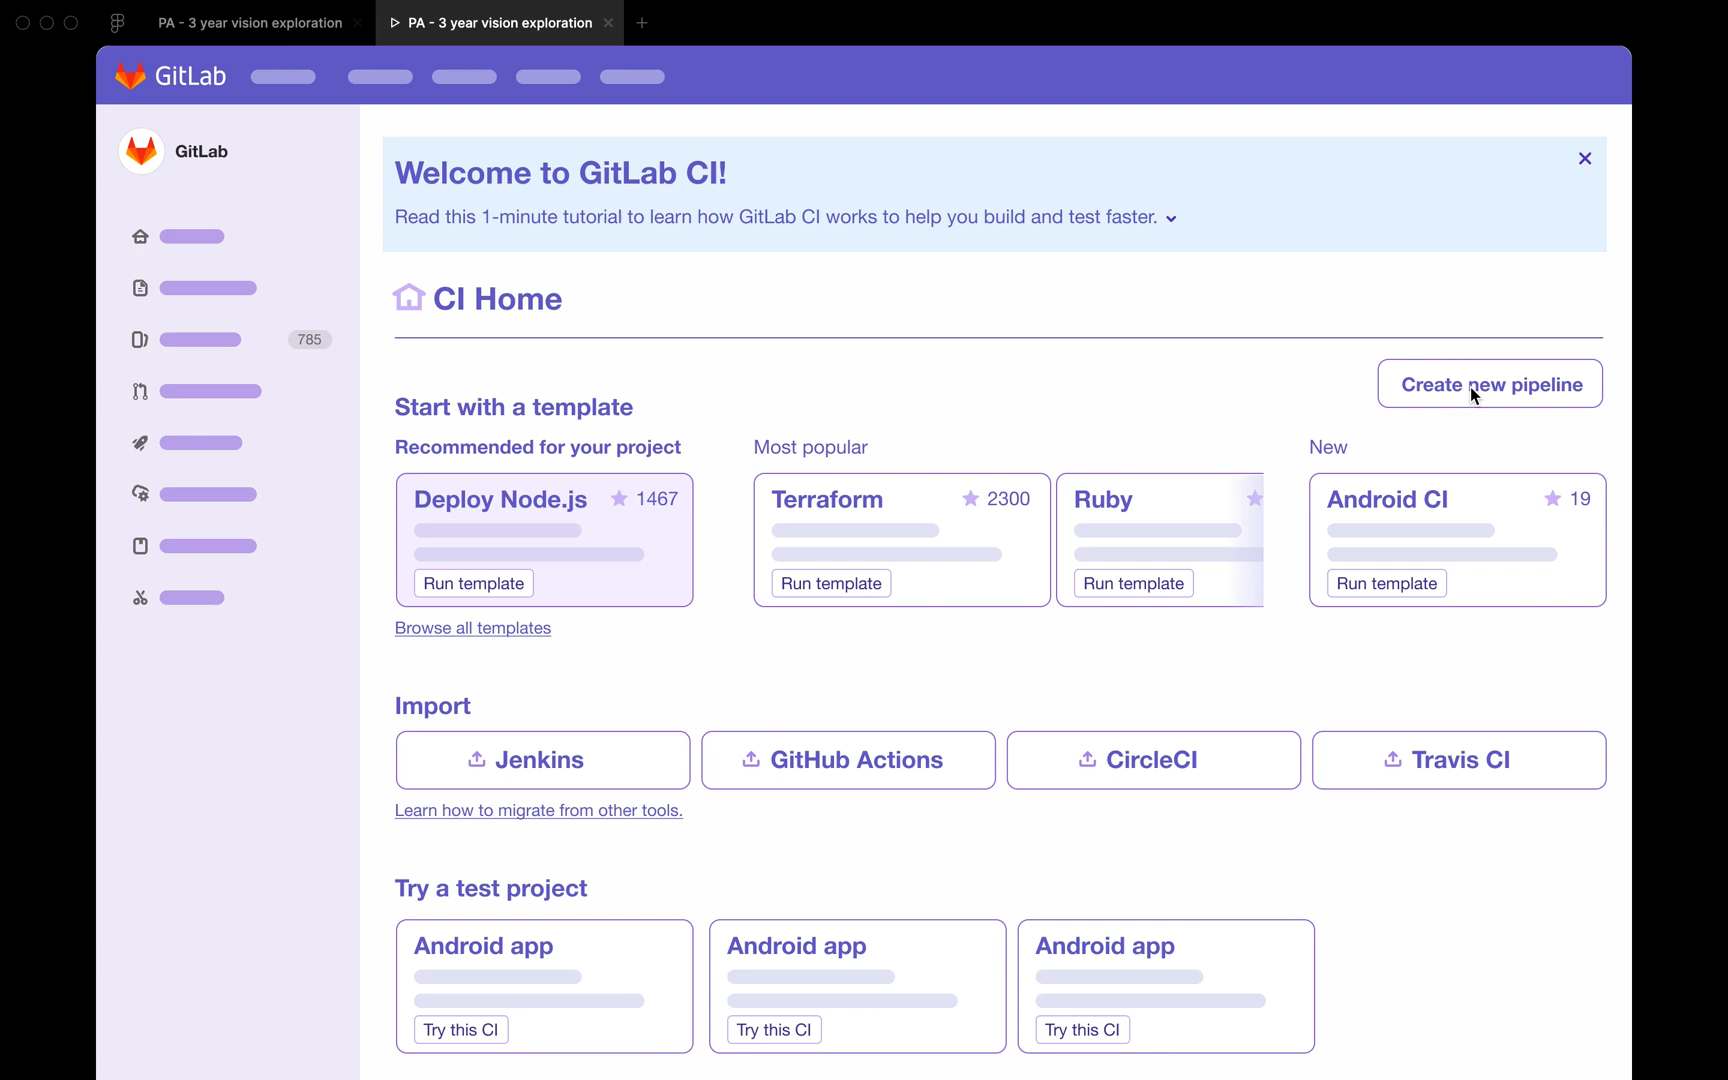 PA - 3 year vision exploration
PA - 3 year vision exploration
GitLab
GitLab
785
Welcome to GitLab CI!
Read this 1-minute tutorial to learn how GitLab CI works to help you build and test faster.
CI Home
Create new pipeline
Start with a template
Recommended for your project
Most popular
New
Deploy Node.js 1467
Run template
Terraform 2300
Run template
Ruby
Run template
Android CI 19
Run template
Browse all templates
Import
Jenkins
GitHub Actions
CircleCI
Travis CI
Learn how to migrate from other tools.
Try a test project
Android app
Try this CI
Android app
Try this CI
Android app
Try this CI